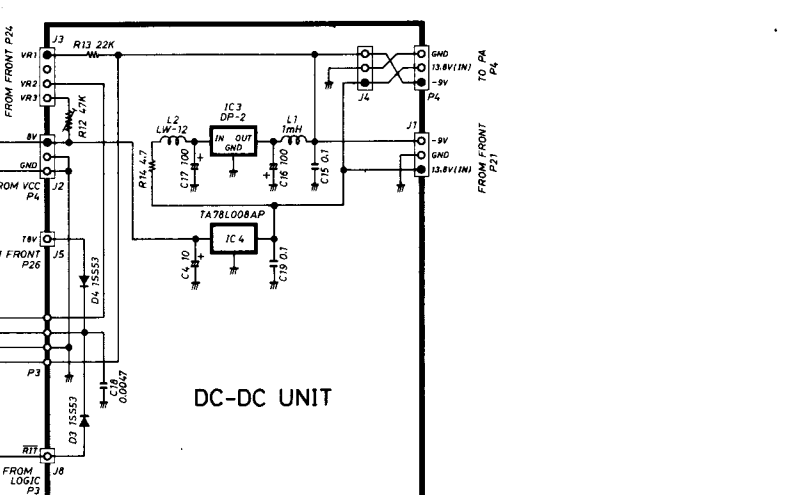 FROM FRONT P24
J3
R13 22K
VR1
VR2
VR3
R12 47K
8V
GND
ROM VCC
P4
J2
T8V
J5
FRONT
P26
D4 1SS53
P3
C18
0.0047
D3 1SS53
RIT
FROM
LOGIC
P3
J8
L2
LW-12
R14 4.7
C17 100
+
IC3
DP-2
IN OUT
GND
L1
1mH
+
C16 100
C15 0.1
TA78L008AP
IC4
C4 10
+
C19 0.1
J4
GND
13.8V(IN)
-9V
P4
TO PA
P4
J1
-9V
GND
13.8V(IN)
FROM FRONT
P21
DC-DC UNIT